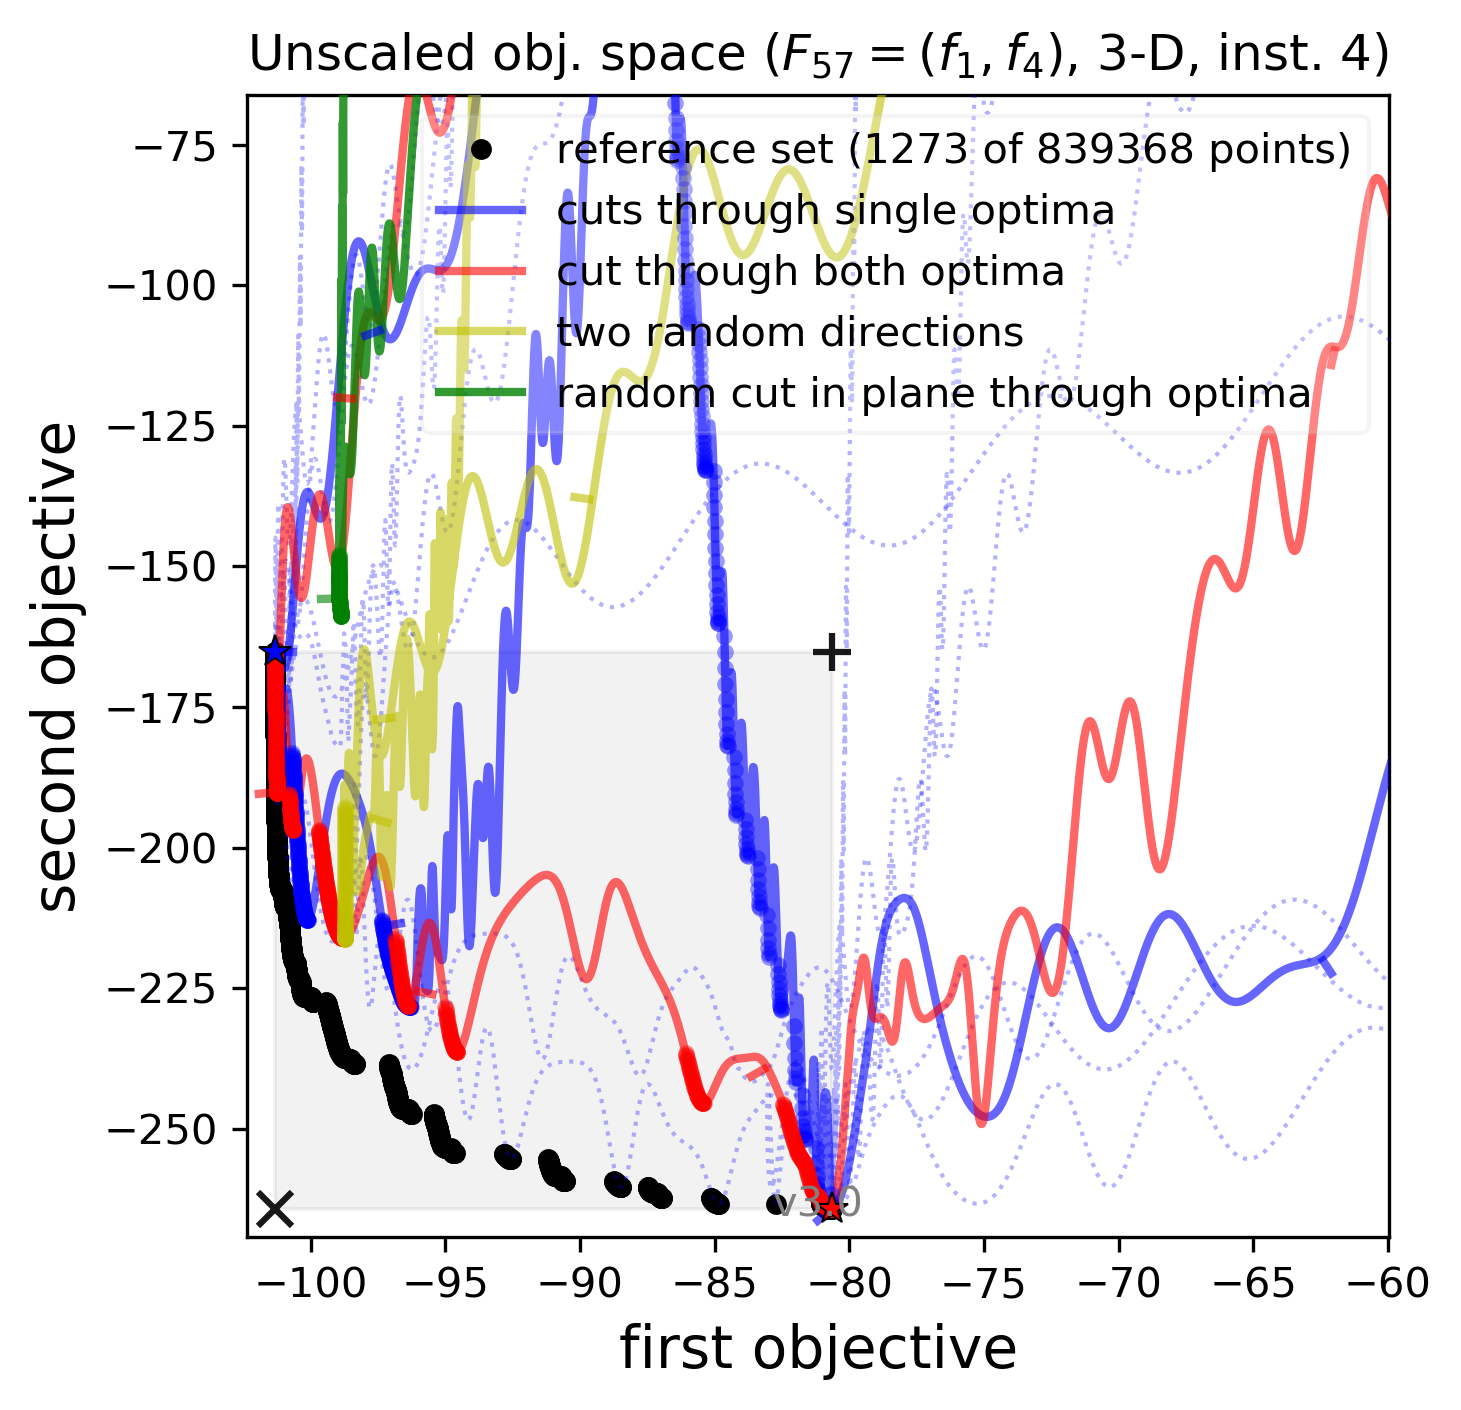 Unscaled obj. space (F57 = (f1, f4), 3-D, inst. 4)
reference set (1273 of 839368 points)
cuts through single optima
cut through both optima
two random directions
random cut in plane through optima
second objective
−75
−100
−125
−150
−175
−200
−225
−250
v3.0
−100 −95 −90 −85 −80 −75 −70 −65 −60
first objective